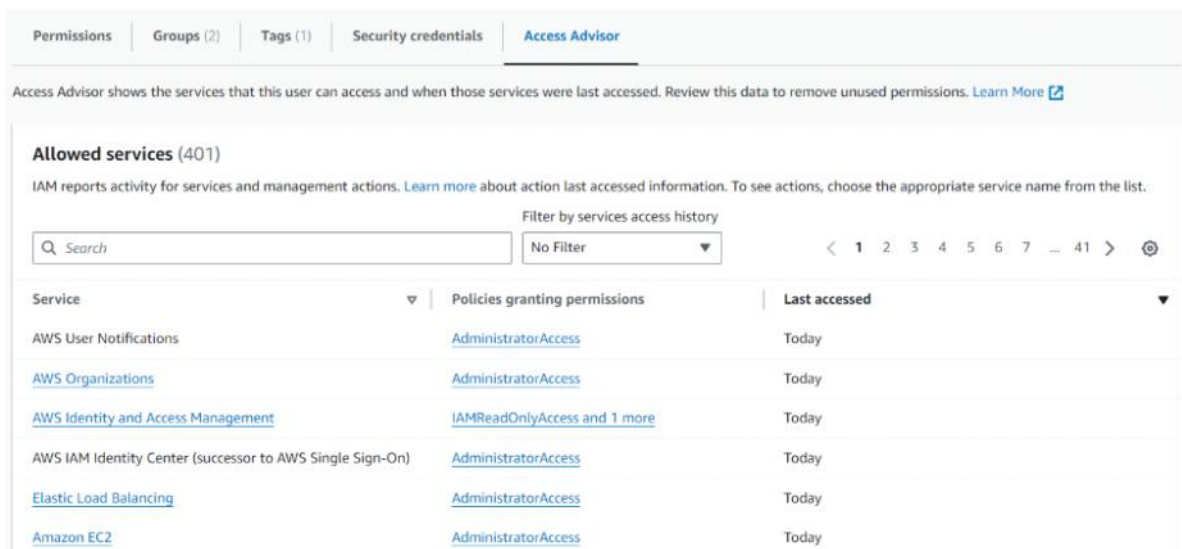 Permissions Groups (2) Tags (1) Security credentials Access Advisor
Access Advisor shows the services that this user can access and when those services were last accessed. Review this data to remove unused permissions. Learn More
Allowed services (401)
IAM reports activity for services and management actions. Learn more about action last accessed information. To see actions, choose the appropriate service name from the list.
Filter by services access history
Search No Filter 1 2 3 4 5 6 7 ... 41
Service Policies granting permissions Last accessed
AWS User Notifications AdministratorAccess Today
AWS Organizations AdministratorAccess Today
AWS Identity and Access Management IAMReadOnlyAccess and 1 more Today
AWS IAM Identity Center (successor to AWS Single Sign-On) AdministratorAccess Today
Elastic Load Balancing AdministratorAccess Today
Amazon EC2 AdministratorAccess Today